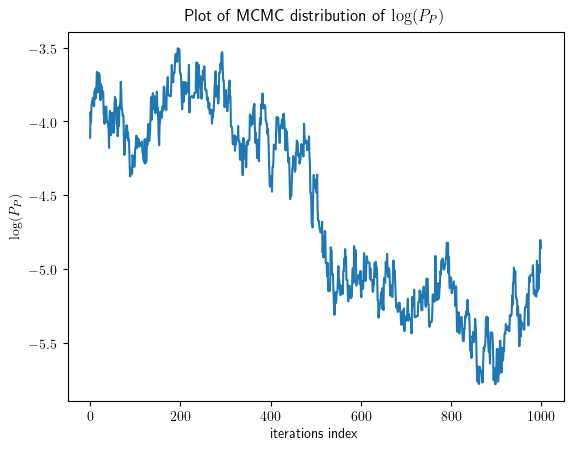 Plot of MCMC distribution of log(P_P)
−3.5
−4.0
−4.5
−5.0
−5.5
log(P_P)
0 200 400 600 800 1000
iterations index